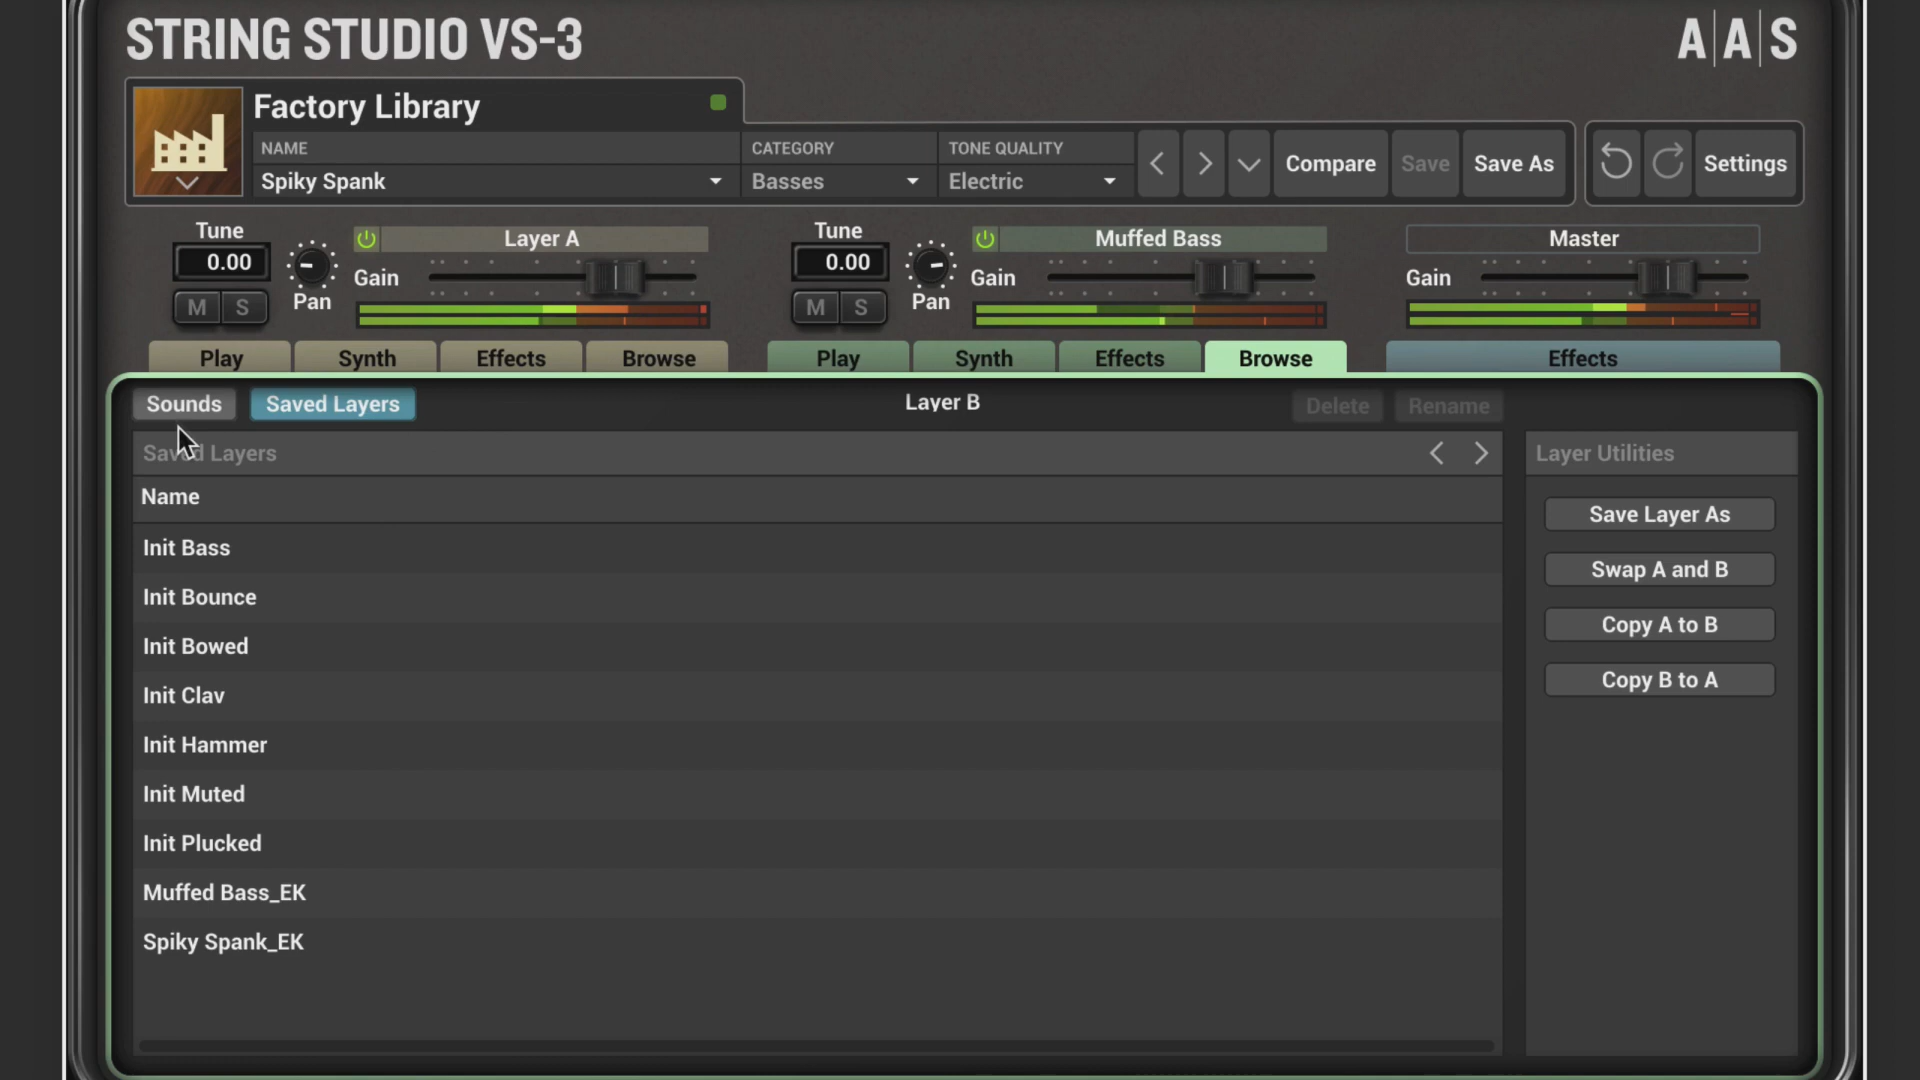 STRING STUDIO VS-3
A|A|S
Factory Library
NAME
CATEGORY
TONE QUALITY
Spiky Spank
Basses
Electric
Compare
Save
Save As
Settings
Tune
0.00
M S
Pan
Layer A
Gain
Tune
0.00
M S
Pan
Muffed Bass
Gain
Master
Gain
Play
Synth
Effects
Browse
Play
Synth
Effects
Browse
Effects
Sounds
Saved Layers
Layer B
Delete
Rename
Saved Layers
Layer Utilities
Name
Init Bass
Init Bounce
Init Bowed
Init Clav
Init Hammer
Init Muted
Init Plucked
Muffed Bass_EK
Spiky Spank_EK
Save Layer As
Swap A and B
Copy A to B
Copy B to A